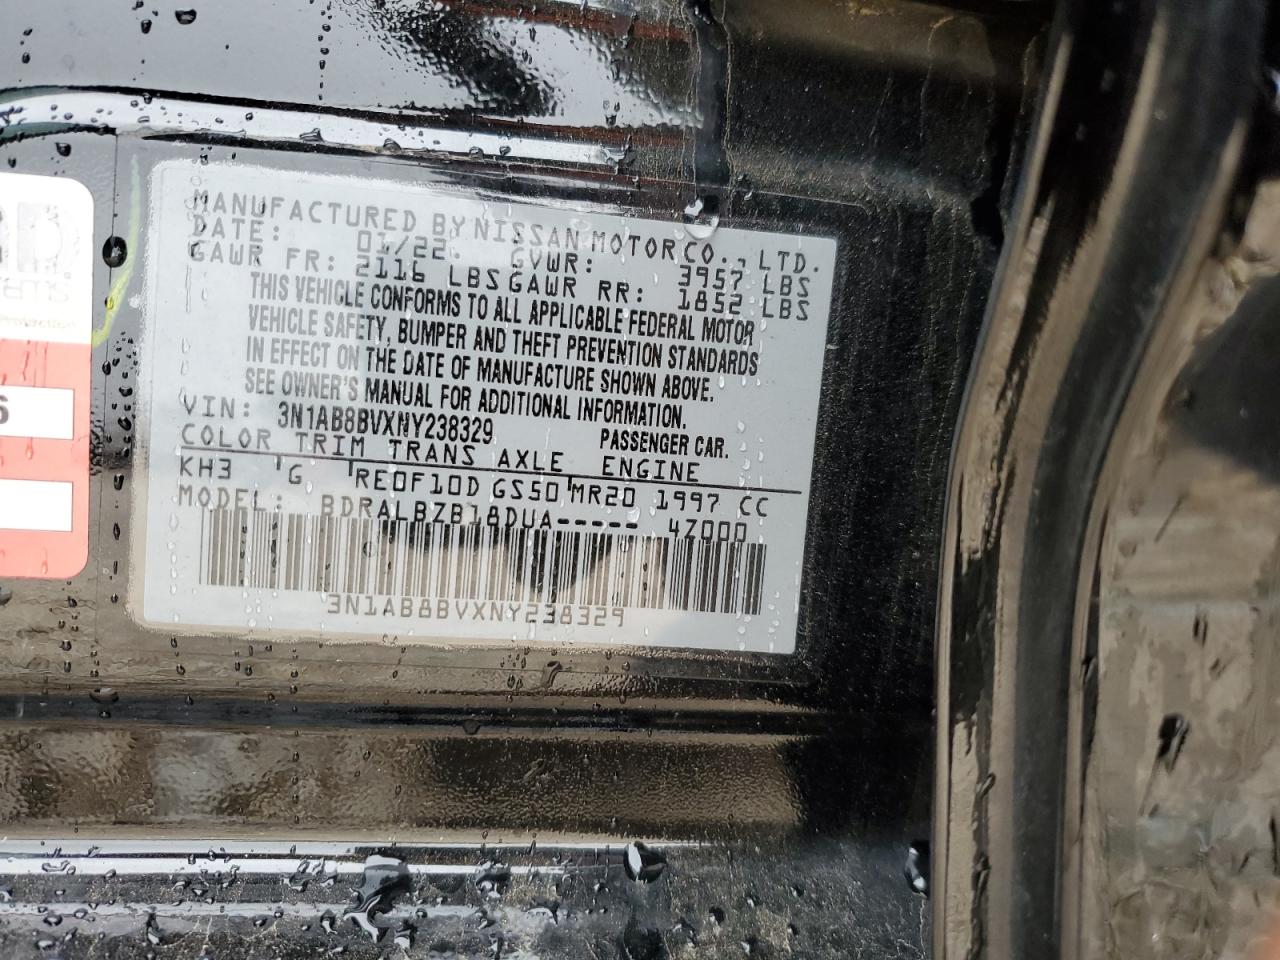 MANUFACTURED BY NISSAN MOTOR CO., LTD.
DATE: 01/22 GVWR: 3957 LBS
GAWR FR: 2116 LBS GAWR RR: 1852 LBS
THIS VEHICLE CONFORMS TO ALL APPLICABLE FEDERAL MOTOR
VEHICLE SAFETY, BUMPER AND THEFT PREVENTION STANDARDS
IN EFFECT ON THE DATE OF MANUFACTURE SHOWN ABOVE.
SEE OWNER'S MANUAL FOR ADDITIONAL INFORMATION.
VIN: 3N1AB8BVXNY238329 PASSENGER CAR.
COLOR TRIM TRANS AXLE ENGINE
KH3 G RE0F10D GS50 MR20 1997 CC
MODEL: BDRALBZB18DUA----- 4Z000
3N1AB8BVXNY238329
6
Protection